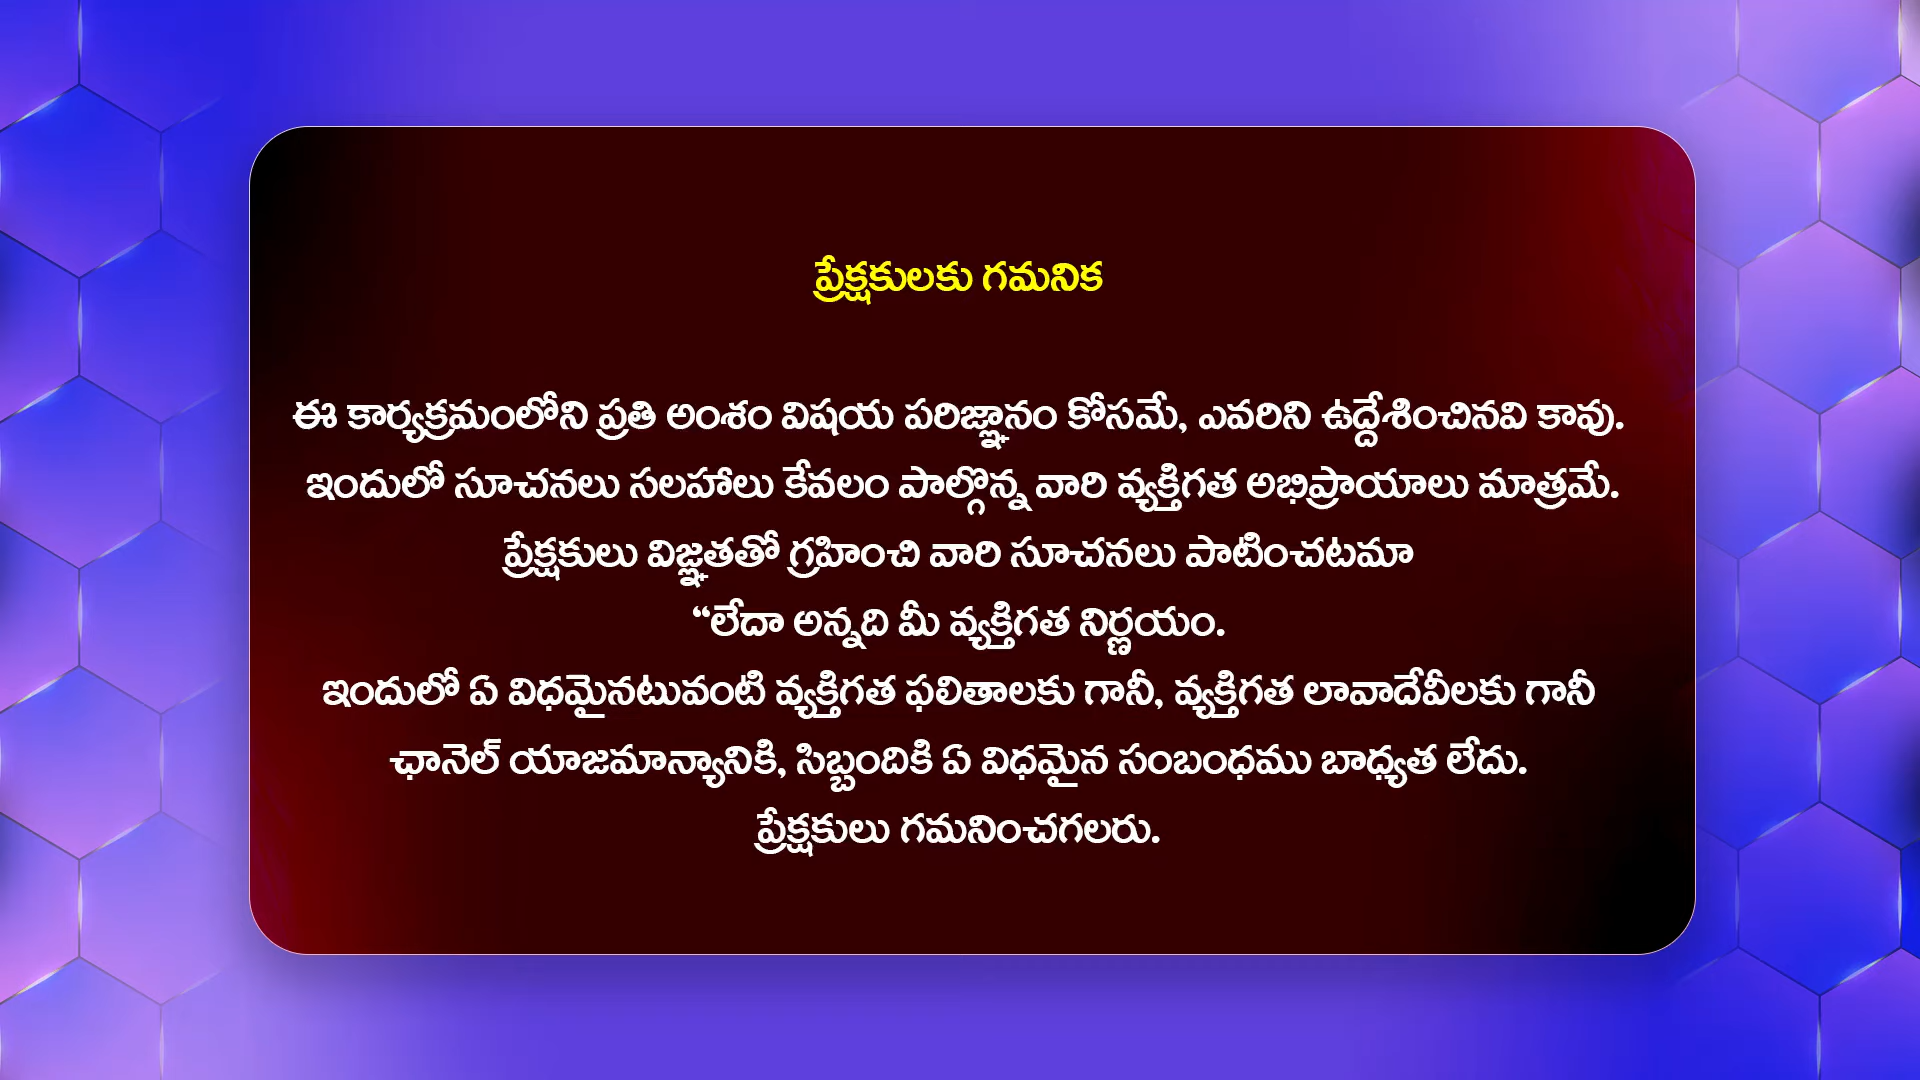 ప్రేక్షకులకు గమనిక
ఈ కార్యక్రమంలోని ప్రతి అంశం విషయ పరిజ్ఞానం కోసమే, ఎవరిని ఉద్దేశించినవి కావు.
ఇందులో సూచనలు సలహాలు కేవలం పాల్గొన్న వారి వ్యక్తిగత అభిప్రాయాలు మాత్రమే.
ప్రేక్షకులు విజ్ఞతతో గ్రహించి వారి సూచనలు పాటించటమా
“లేదా అన్నది మీ వ్యక్తిగత నిర్ణయం.
ఇందులో ఏ విధమైనటువంటి వ్యక్తిగత ఫలితాలకు గానీ, వ్యక్తిగత లావాదేవీలకు గానీ
ఛానెల్ యాజమాన్యానికి, సిబ్బందికి ఏ విధమైన సంబంధము బాధ్యత లేదు.
ప్రేక్షకులు గమనించగలరు.